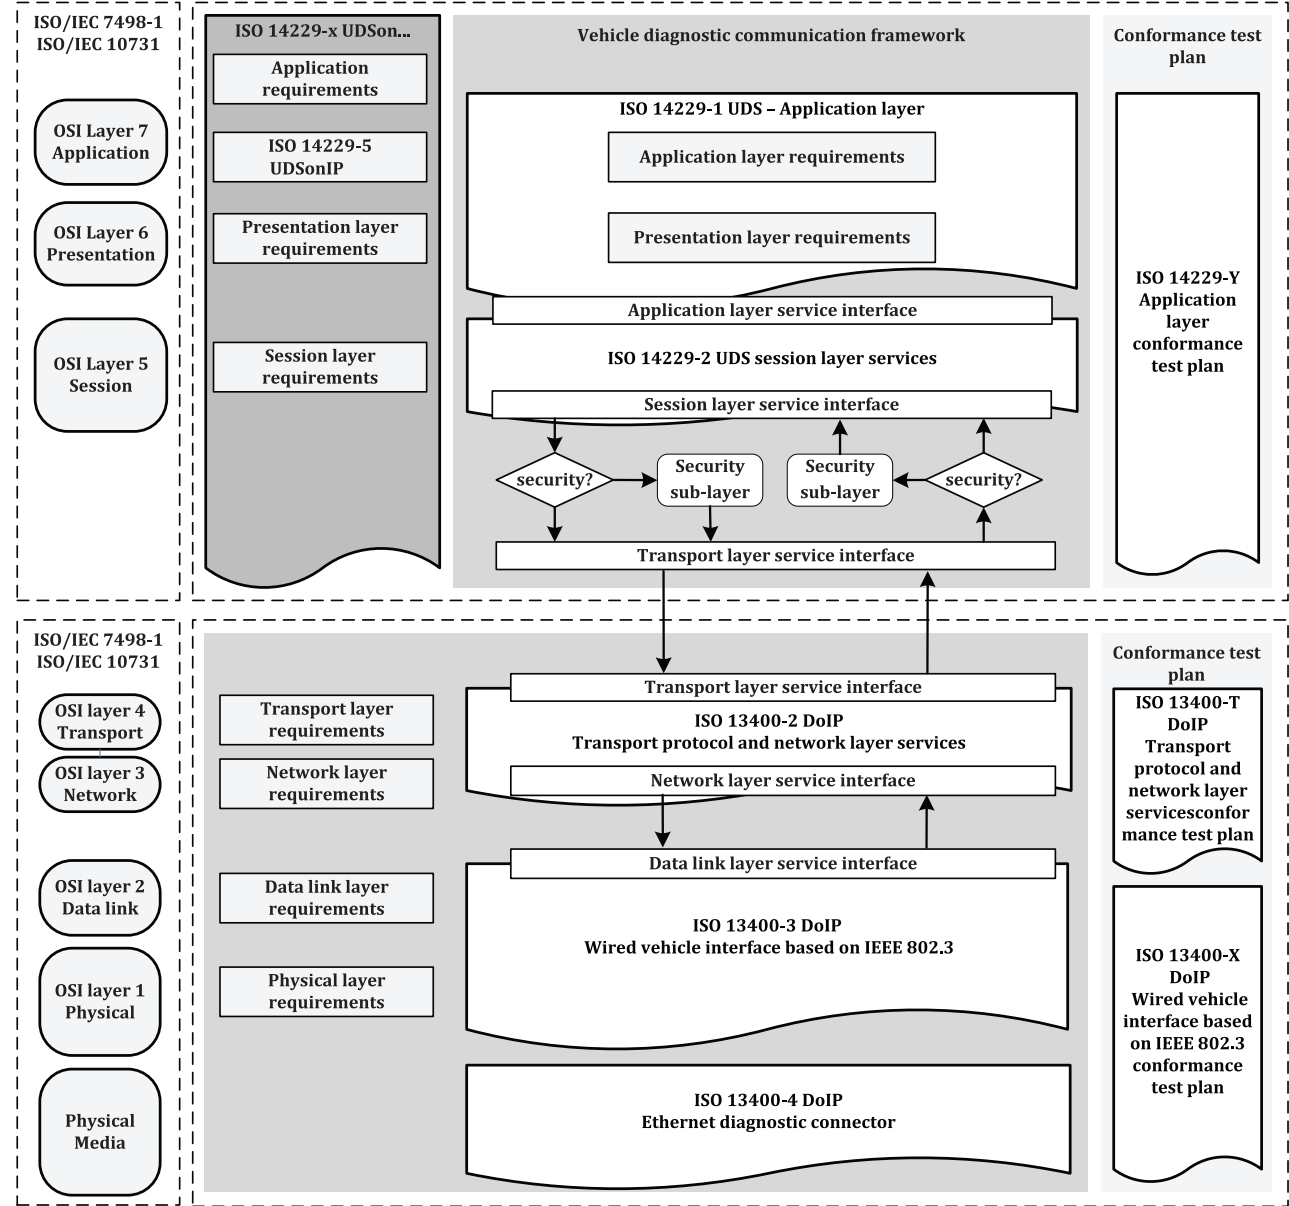 ISO/IEC 7498-1
ISO/IEC 10731
OSI Layer 7
Application
OSI Layer 6
Presentation
OSI Layer 5
Session
ISO 14229-x UDSon...
Application
requirements
ISO 14229-5
UDSonIP
Presentation layer
requirements
Session layer
requirements
Vehicle diagnostic communication framework
ISO 14229-1 UDS – Application layer
Application layer requirements
Presentation layer requirements
Application layer service interface
ISO 14229-2 UDS session layer services
Session layer service interface
security?
Security
sub-layer
Security
sub-layer
security?
Transport layer service interface
Conformance test
plan
ISO 14229-Y
Application
layer
conformance
test plan
ISO/IEC 7498-1
ISO/IEC 10731
OSI layer 4
Transport
OSI layer 3
Network
OSI layer 2
Data link
OSI layer 1
Physical
Physical
Media
Transport layer
requirements
Network layer
requirements
Data link layer
requirements
Physical layer
requirements
Transport layer service interface
ISO 13400-2 DoIP
Transport protocol and network layer services
Network layer service interface
Data link layer service interface
ISO 13400-3 DoIP
Wired vehicle interface based on IEEE 802.3
ISO 13400-4 DoIP
Ethernet diagnostic connector
Conformance test
plan
ISO 13400-T
DoIP
Transport
protocol and
network layer
servicesconfor
mance test plan
ISO 13400-X
DoIP
Wired vehicle
interface based
on IEEE 802.3
conformance
test plan